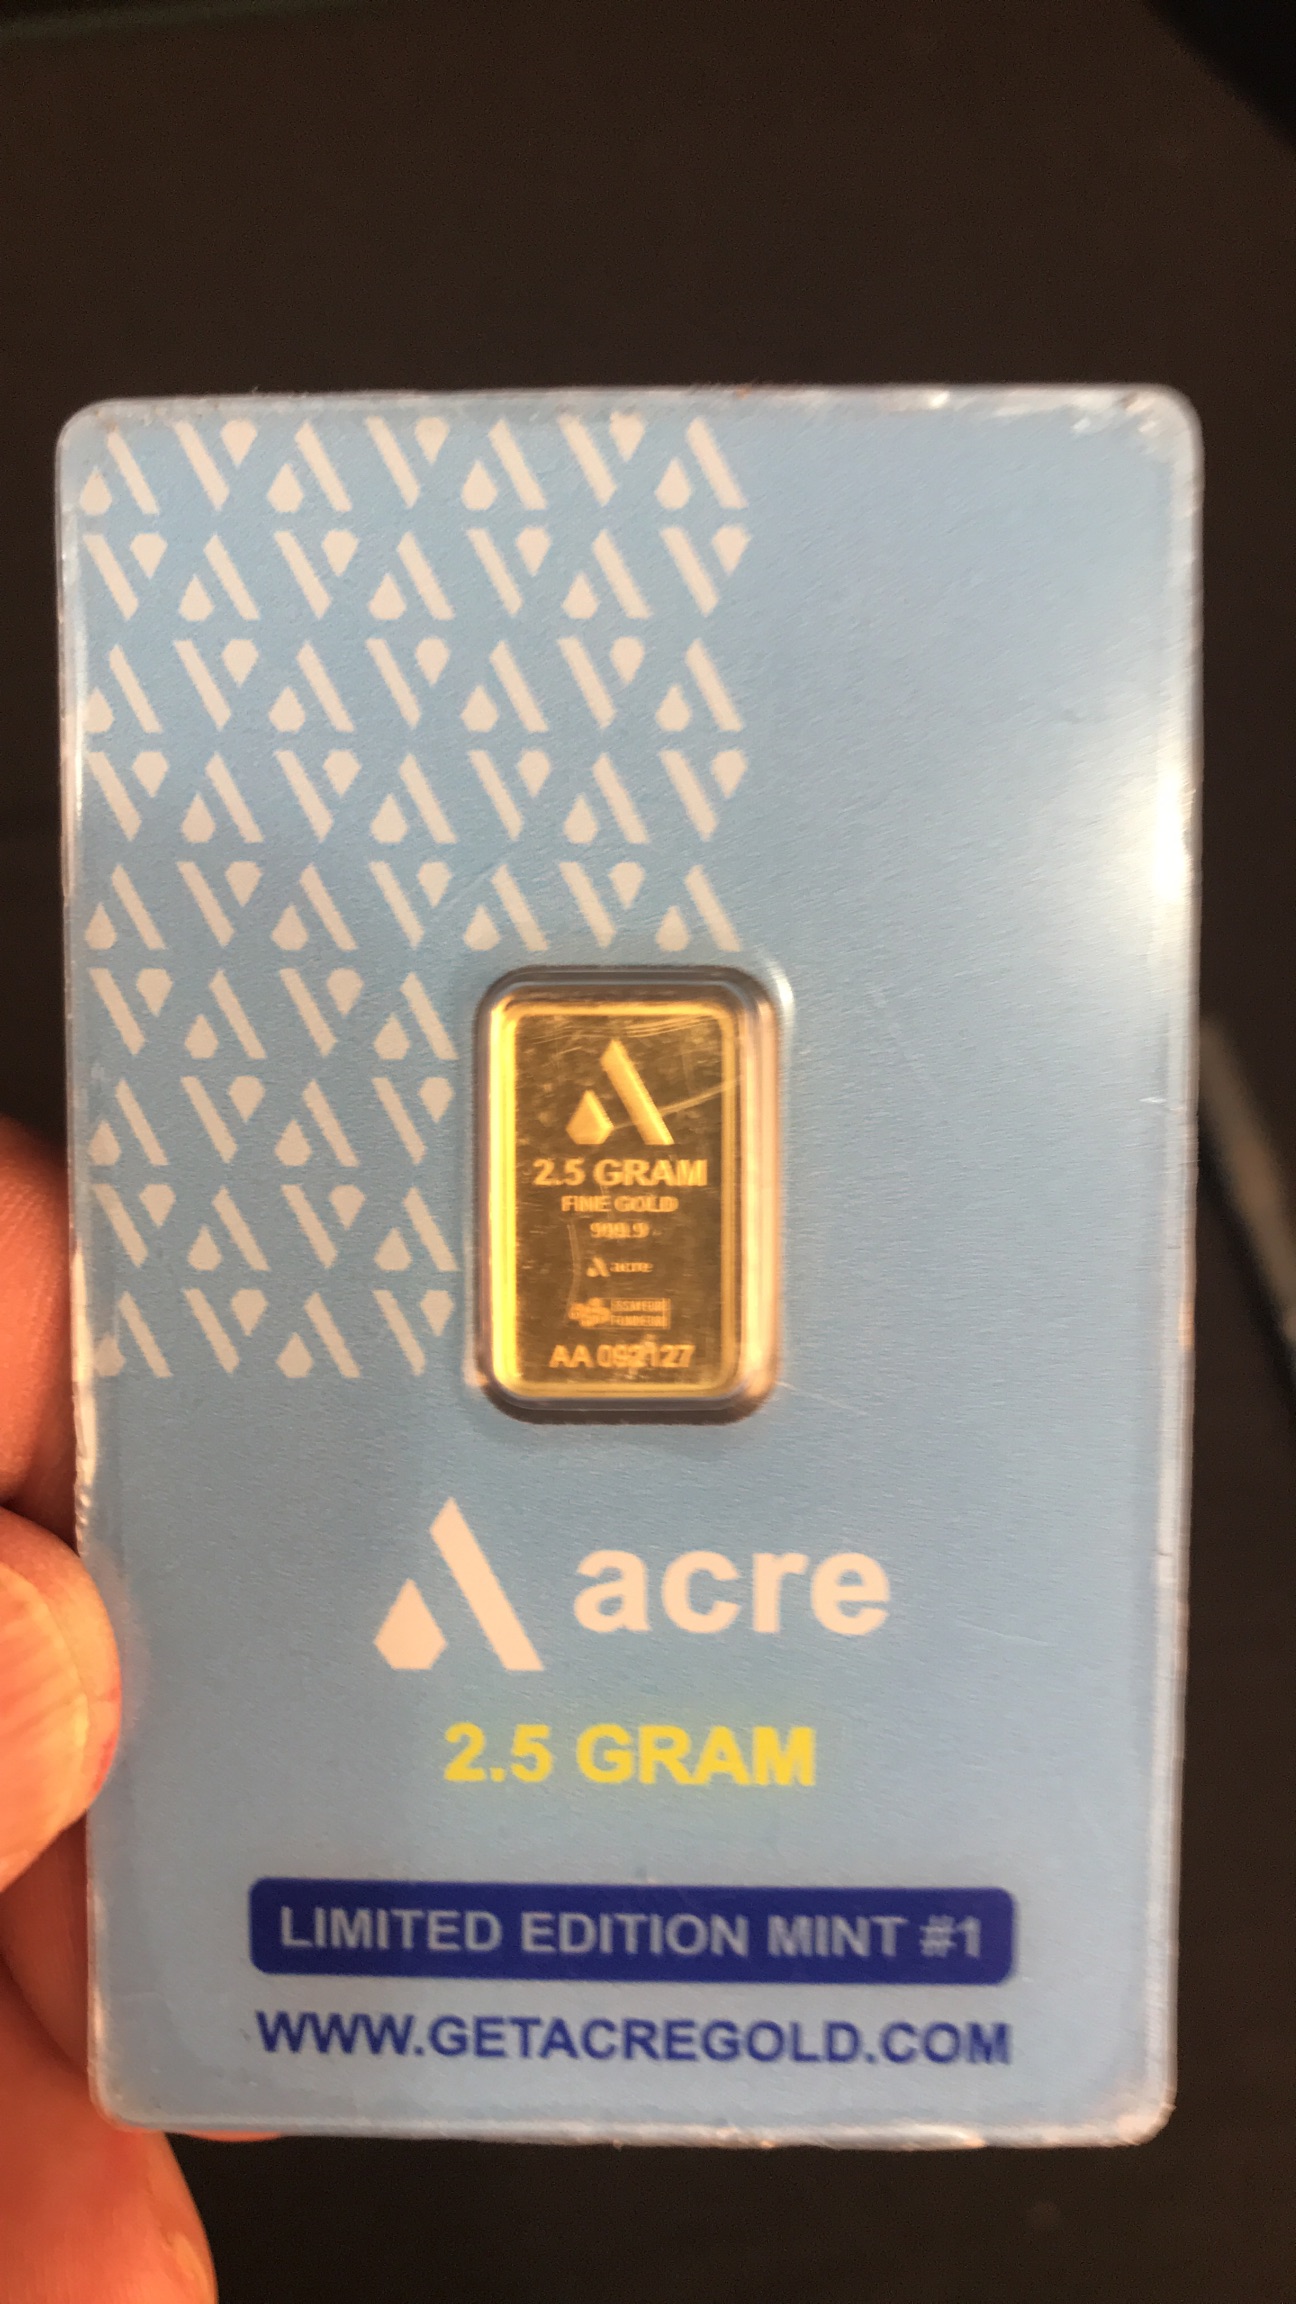 2.5 GRAM
FINE GOLD
999.9
acre
AA 092127
acre
2.5 GRAM
LIMITED EDITION MINT #1
WWW.GETACREGOLD.COM